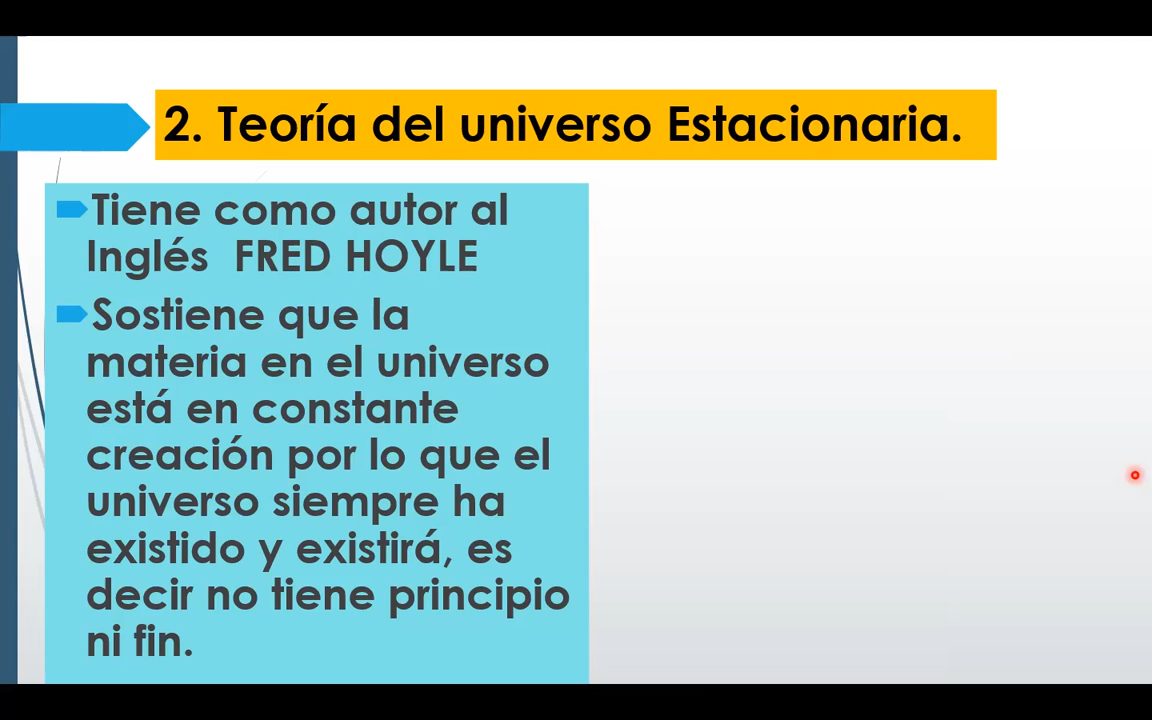 2. Teoría del universo Estacionaria.
Tiene como autor al
Inglés FRED HOYLE
Sostiene que la
materia en el universo
está en constante
creación por lo que el
universo siempre ha
existido y existirá, es
decir no tiene principio
ni fin.